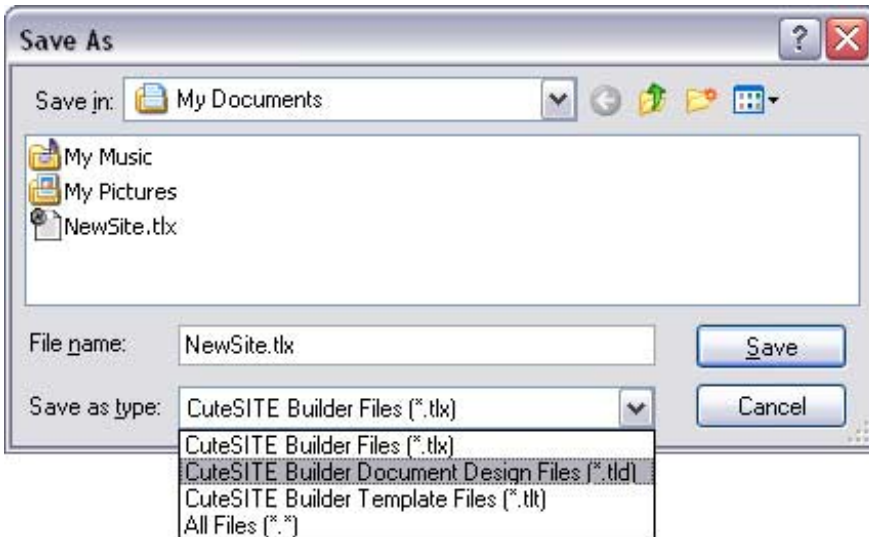 Save As
Save in: My Documents
My Music
My Pictures
NewSite.tlx
File name: NewSite.tlx Save
Save as type: CuteSITE Builder Files (*.tlx) Cancel
CuteSITE Builder Files (*.tlx)
CuteSITE Builder Document Design Files (*.tld)
CuteSITE Builder Template Files (*.tlt)
All Files (*.*)